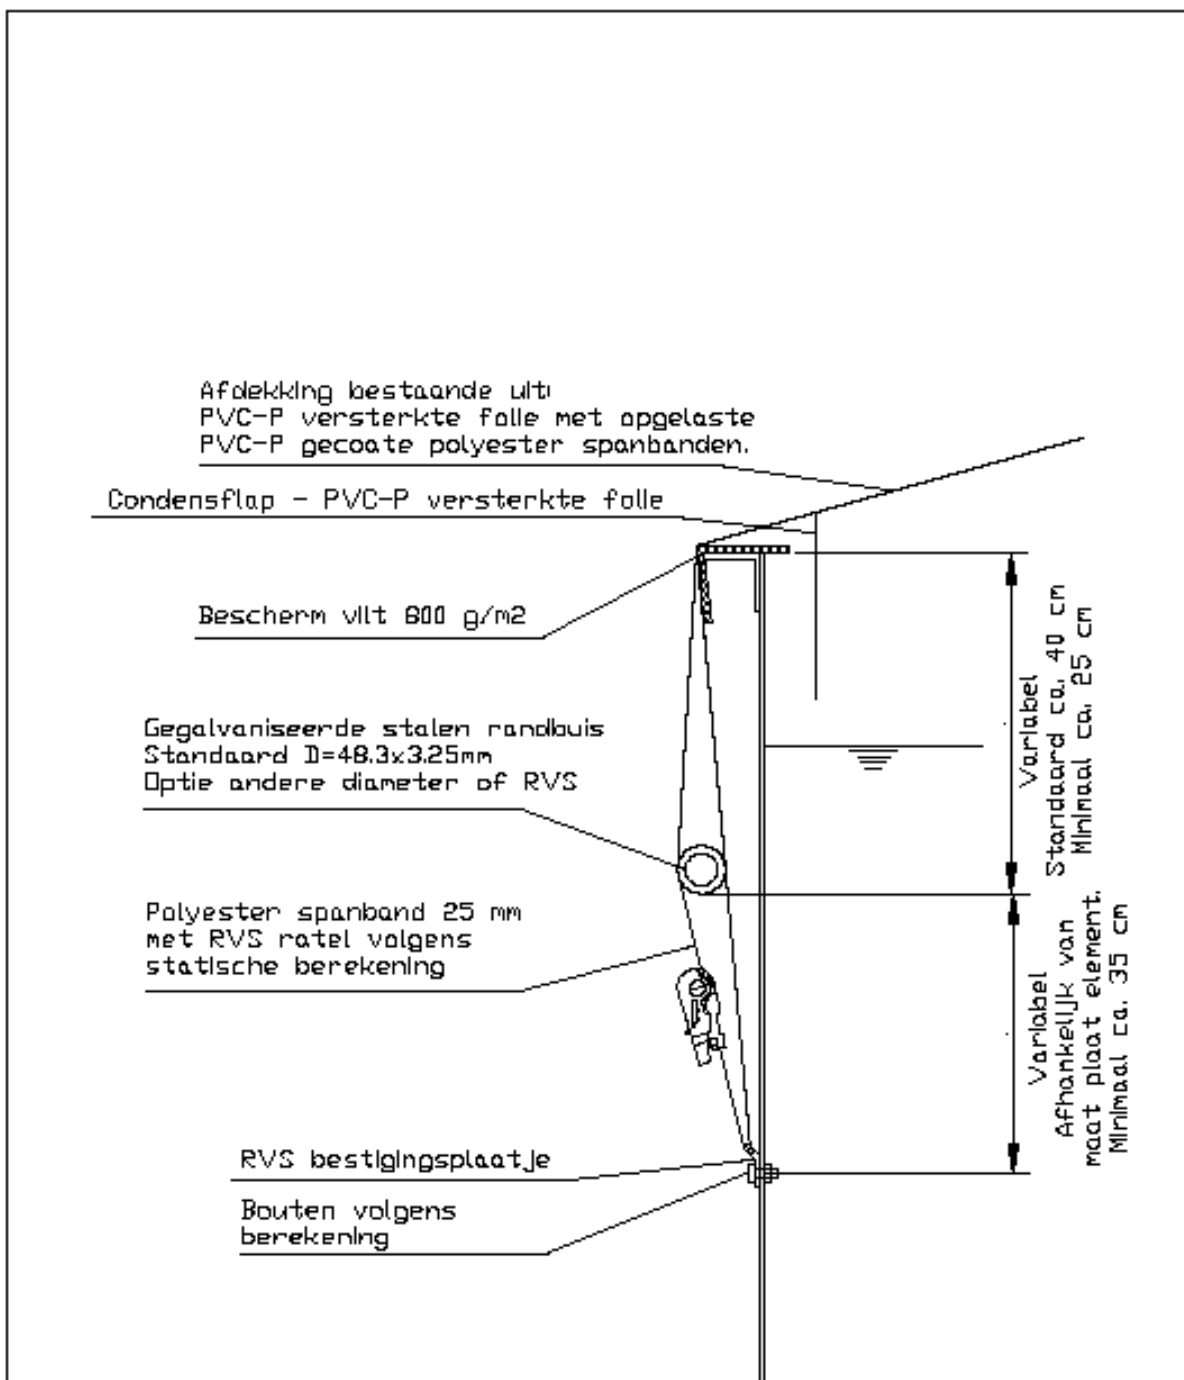 Afdekking bestaande uit:
PVC-P versterkte folie met opgelaste
PVC-P gecoate polyester spanbanden.
Condensflap - PVC-P versterkte folie
Bescherm vilt 800 g/m2
Gegalvaniseerde stalen randbuis
Standaard D=48.3x3.25mm
Optie andere diameter of RVS
Polyester spanband 25 mm
met RVS ratel volgens
statische berekening
RVS bestigingsplaatje
Bouten volgens
berekening
Variabel
Standaard ca. 40 cm
Minimaal ca. 25 cm
Variabel
Afhankelijk van
maat plaat element.
Minimaal ca. 35 cm